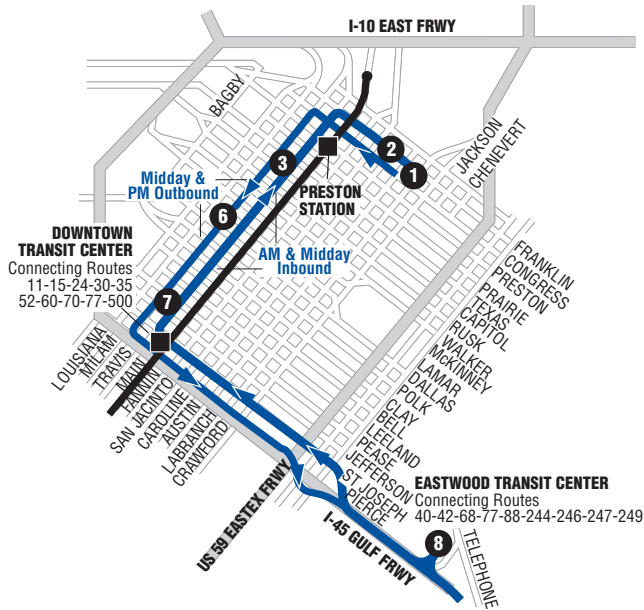 I-10 EAST FRWY
BAGBY
JACKSON
CHENEVERT
2
1
3
PRESTON
STATION
Midday &
PM Outbound
6
AM & Midday
Inbound
DOWNTOWN
TRANSIT CENTER
Connecting Routes
11-15-24-30-35
52-60-70-77-500
7
FRANKLIN
CONGRESS
PRESTON
PRAIRIE
TEXAS
CAPITOL
RUSK
WALKER
MCKINNEY
LAMAR
DALLAS
POLK
CLAY
BELL
LEELAND
PEASE
JEFFERSON
ST JOSEPH
PIERCE
LOUISIANA
MILAM
TRAVIS
MAIN
FANNIN
SAN JACINTO
CAROLINE
AUSTIN
LABRANCH
CRAWFORD
US 59 EASTEX FRWY
I-45 GULF FRWY
EASTWOOD TRANSIT CENTER
Connecting Routes
40-42-68-77-88-244-246-247-249
8
TELEPHONE